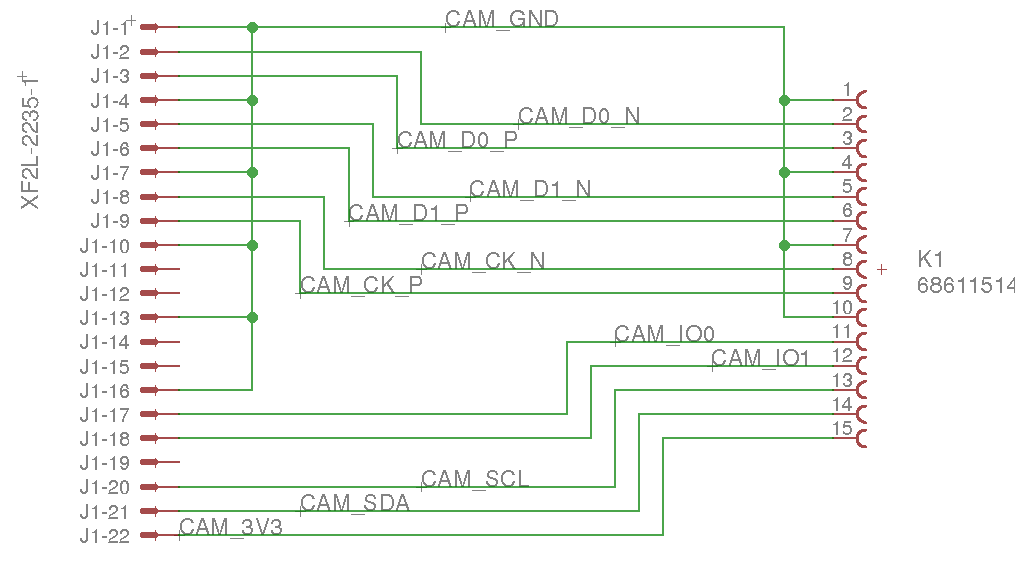 XF2L-2235-1
J1-1
J1-2
J1-3
J1-4
J1-5
J1-6
J1-7
J1-8
J1-9
J1-10
J1-11
J1-12
J1-13
J1-14
J1-15
J1-16
J1-17
J1-18
J1-19
J1-20
J1-21
J1-22
CAM_GND
CAM_D0_N
CAM_D0_P
CAM_D1_N
CAM_D1_P
CAM_CK_N
CAM_CK_P
CAM_IO0
CAM_IO1
CAM_SCL
CAM_SDA
CAM_3V3
1
2
3
4
5
6
7
8
9
10
11
12
13
14
15
K1
68611514